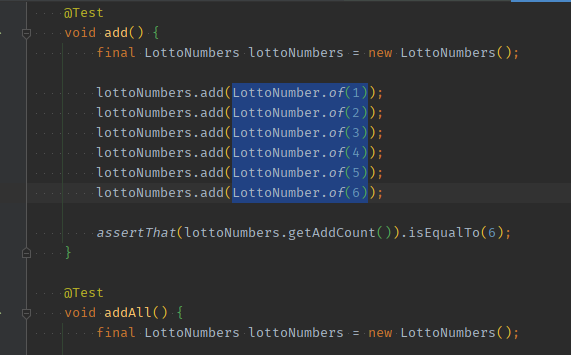 @Test
void add() {
final LottoNumbers lottoNumbers = new LottoNumbers();
lottoNumbers.add(LottoNumber.of(1));
lottoNumbers.add(LottoNumber.of(2));
lottoNumbers.add(LottoNumber.of(3));
lottoNumbers.add(LottoNumber.of(4));
lottoNumbers.add(LottoNumber.of(5));
lottoNumbers.add(LottoNumber.of(6));
assertThat(lottoNumbers.getAddCount()).isEqualTo(6);
}
@Test
void addAll() {
final LottoNumbers lottoNumbers = new LottoNumbers();